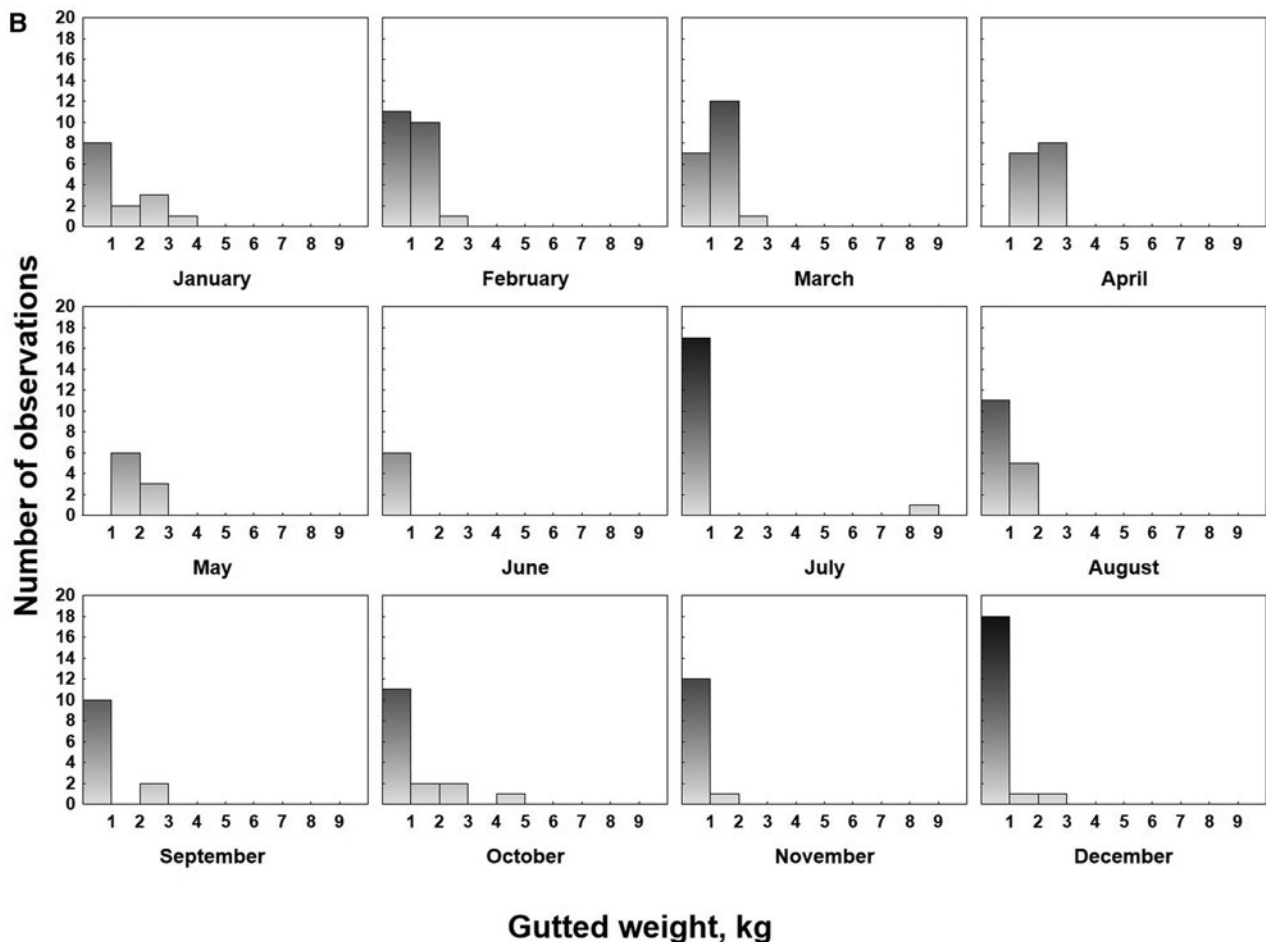 B
Number of observations
20
18
16
14
12
10
8
6
4
2
0
1 2 3 4 5 6 7 8 9
January
1 2 3 4 5 6 7 8 9
February
1 2 3 4 5 6 7 8 9
March
1 2 3 4 5 6 7 8 9
April
20
18
16
14
12
10
8
6
4
2
0
1 2 3 4 5 6 7 8 9
May
1 2 3 4 5 6 7 8 9
June
1 2 3 4 5 6 7 8 9
July
1 2 3 4 5 6 7 8 9
August
20
18
16
14
12
10
8
6
4
2
0
1 2 3 4 5 6 7 8 9
September
1 2 3 4 5 6 7 8 9
October
1 2 3 4 5 6 7 8 9
November
1 2 3 4 5 6 7 8 9
December
Gutted weight, kg